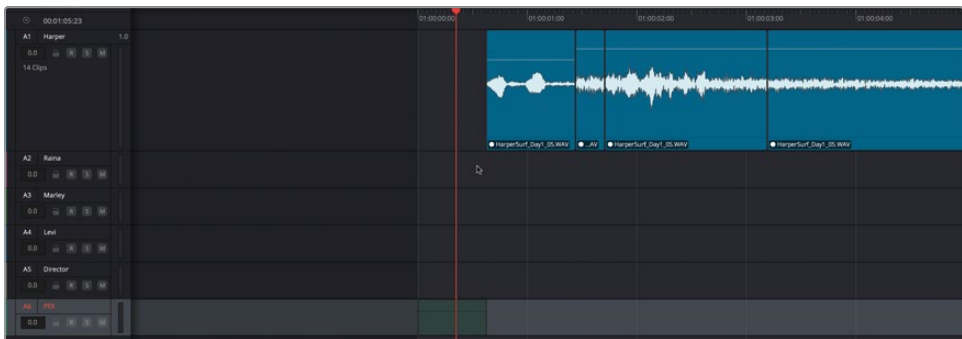 00:01:05:23
01:00:00:00 01:00:01:00 01:00:02:00 01:00:03:00 01:00:04:00
A1 Harper 1.0
0.0 R S M
14 Clips
HarperSurf_Day1_05.WAV ...AV HarperSurf_Day1_05.WAV HarperSurf_Day1_05.WAV
A2 Raina
0.0 R S M
A3 Marley
0.0 R S M
A4 Levi
0.0 R S M
A5 Director
0.0 R S M
A6 PFX
0.0 R S M